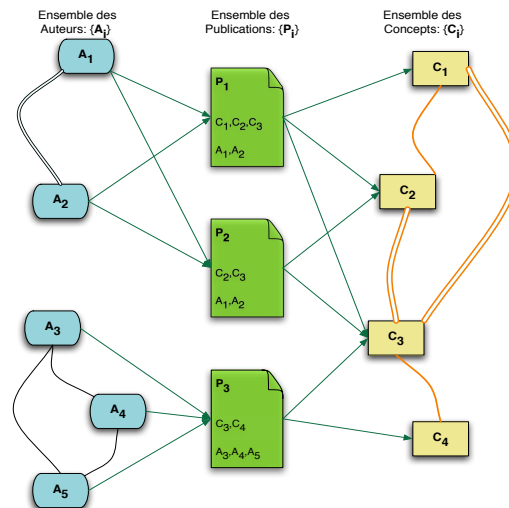 Ensemble des
Auteurs: {Ai}
Ensemble des
Publications: {Pi}
Ensemble des
Concepts: {Ci}
A1
A2
A3
A4
A5
P1
C1,C2,C3
A1,A2
P2
C2,C3
A1,A2
P3
C3,C4
A3,A4,A5
C1
C2
C3
C4